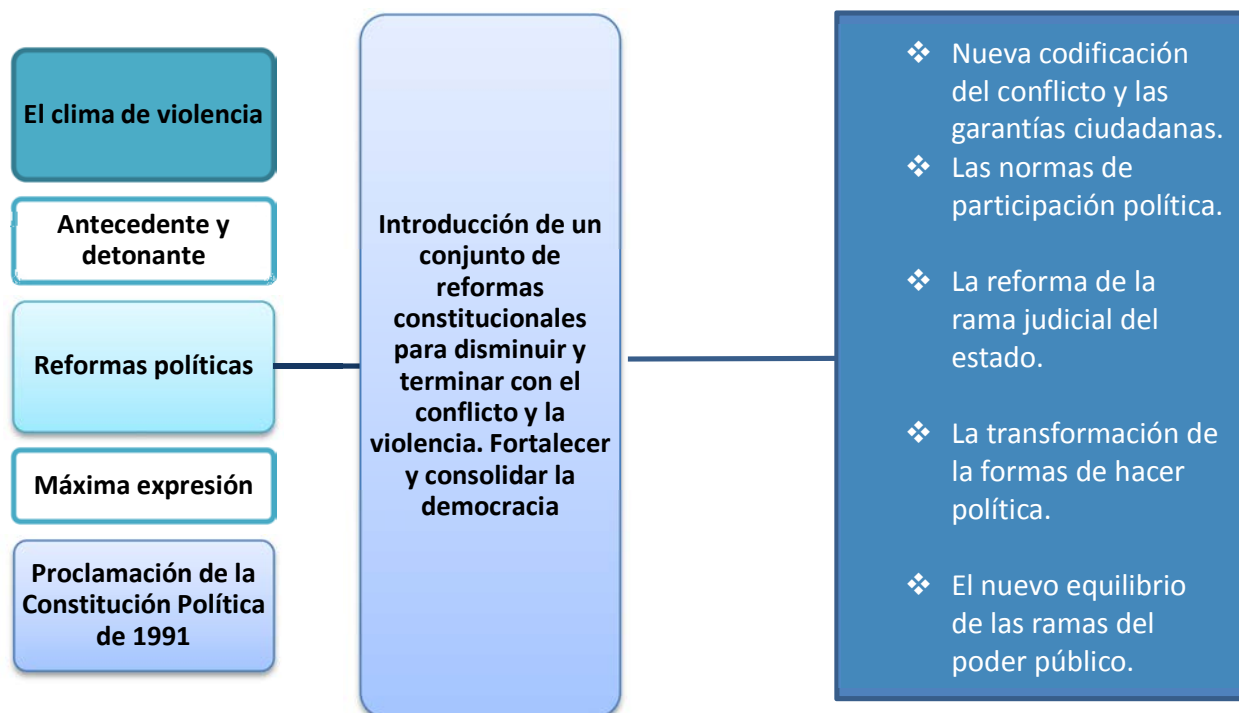 El clima de violencia
Antecedente y
detonante
Reformas políticas
Máxima expresión
Proclamación de la
Constitución Política
de 1991
Introducción de un
conjunto de
reformas
constitucionales
para disminuir y
terminar con el
conflicto y la
violencia. Fortalecer
y consolidar la
democracia
❖ Nueva codificación
del conflicto y las
garantías ciudadanas.
❖ Las normas de
participación política.
❖ La reforma de la
rama judicial del
estado.
❖ La transformación de
la formas de hacer
política.
❖ El nuevo equilibrio
de las ramas del
poder público.